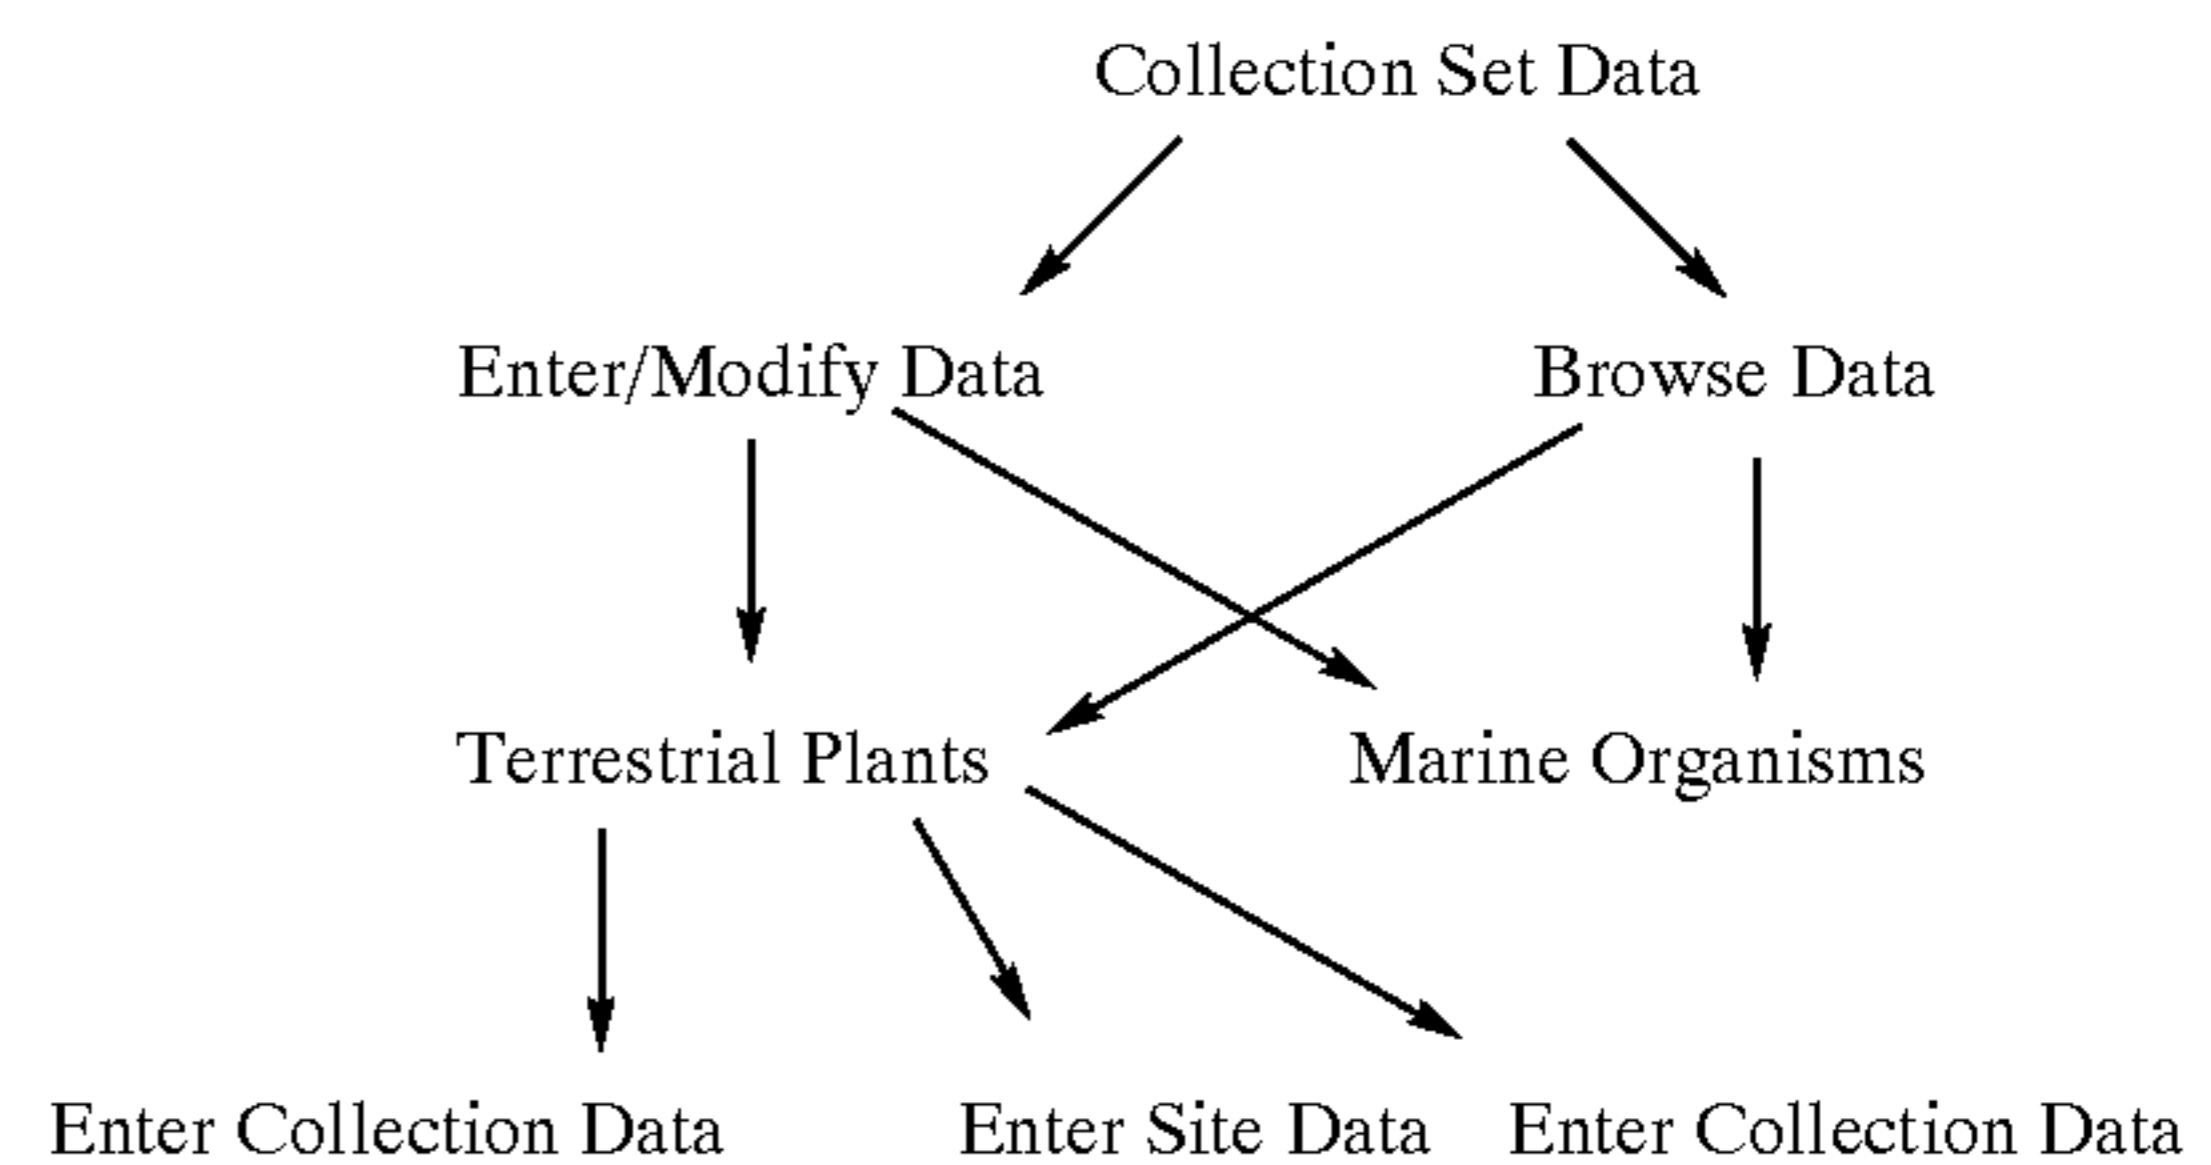 Collection Set Data
Enter/Modify Data
Browse Data
Terrestrial Plants
Marine Organisms
Enter Collection Data
Enter Site Data
Enter Collection Data